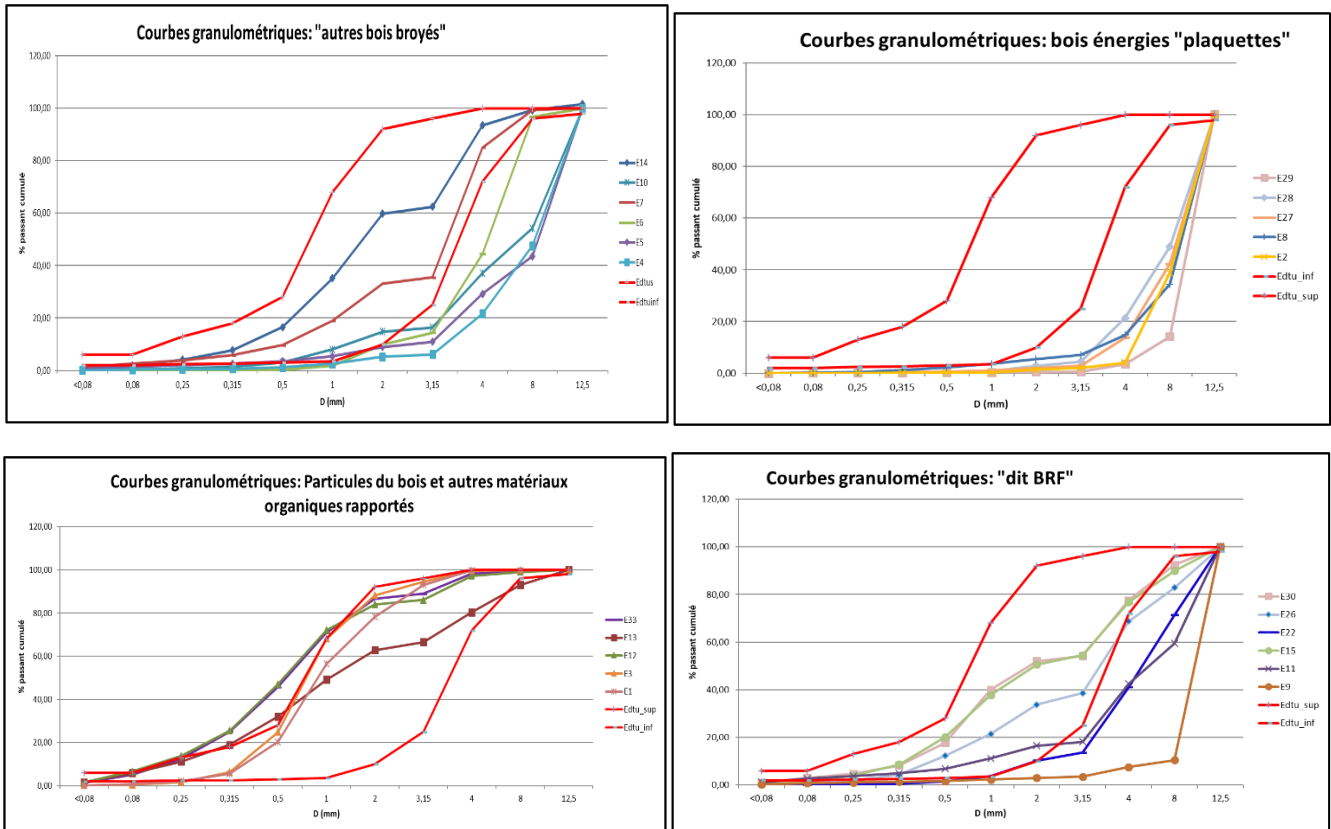 Courbes granulométriques: "autres bois broyés"
120,00
100,00
80,00
60,00
40,00
20,00
0,00
% passant cumulé
<0,08 0,08 0,25 0,315 0,5 1 2 3,15 4 8 12,5
D (mm)
E14
E10
E7
E6
E5
E4
Edtus
Edtuinf
Courbes granulométriques: bois énergies "plaquettes"
120,00
100,00
80,00
60,00
40,00
20,00
0,00
% passant cumulé
<0,08 0,08 0,25 0,315 0,5 1 2 3,15 4 8 12,5
D (mm)
E29
E28
E27
E8
E2
Edtu_inf
Edtu_sup
Courbes granulométriques: Particules du bois et autres matériaux
organiques rapportés
120,00
100,00
80,00
60,00
40,00
20,00
0,00
% passant cumulé
<0,08 0,08 0,25 0,315 0,5 1 2 3,15 4 8 12,5
D (mm)
E33
E13
E12
E3
E1
Edtu_sup
Edtu_inf
Courbes granulométriques: "dit BRF"
120,00
100,00
80,00
60,00
40,00
20,00
0,00
% passant cumulé
<0,08 0,08 0,25 0,315 0,5 1 2 3,15 4 8 12,5
D (mm)
E30
E26
E22
E15
E11
E9
Edtu_sup
Edtu_inf